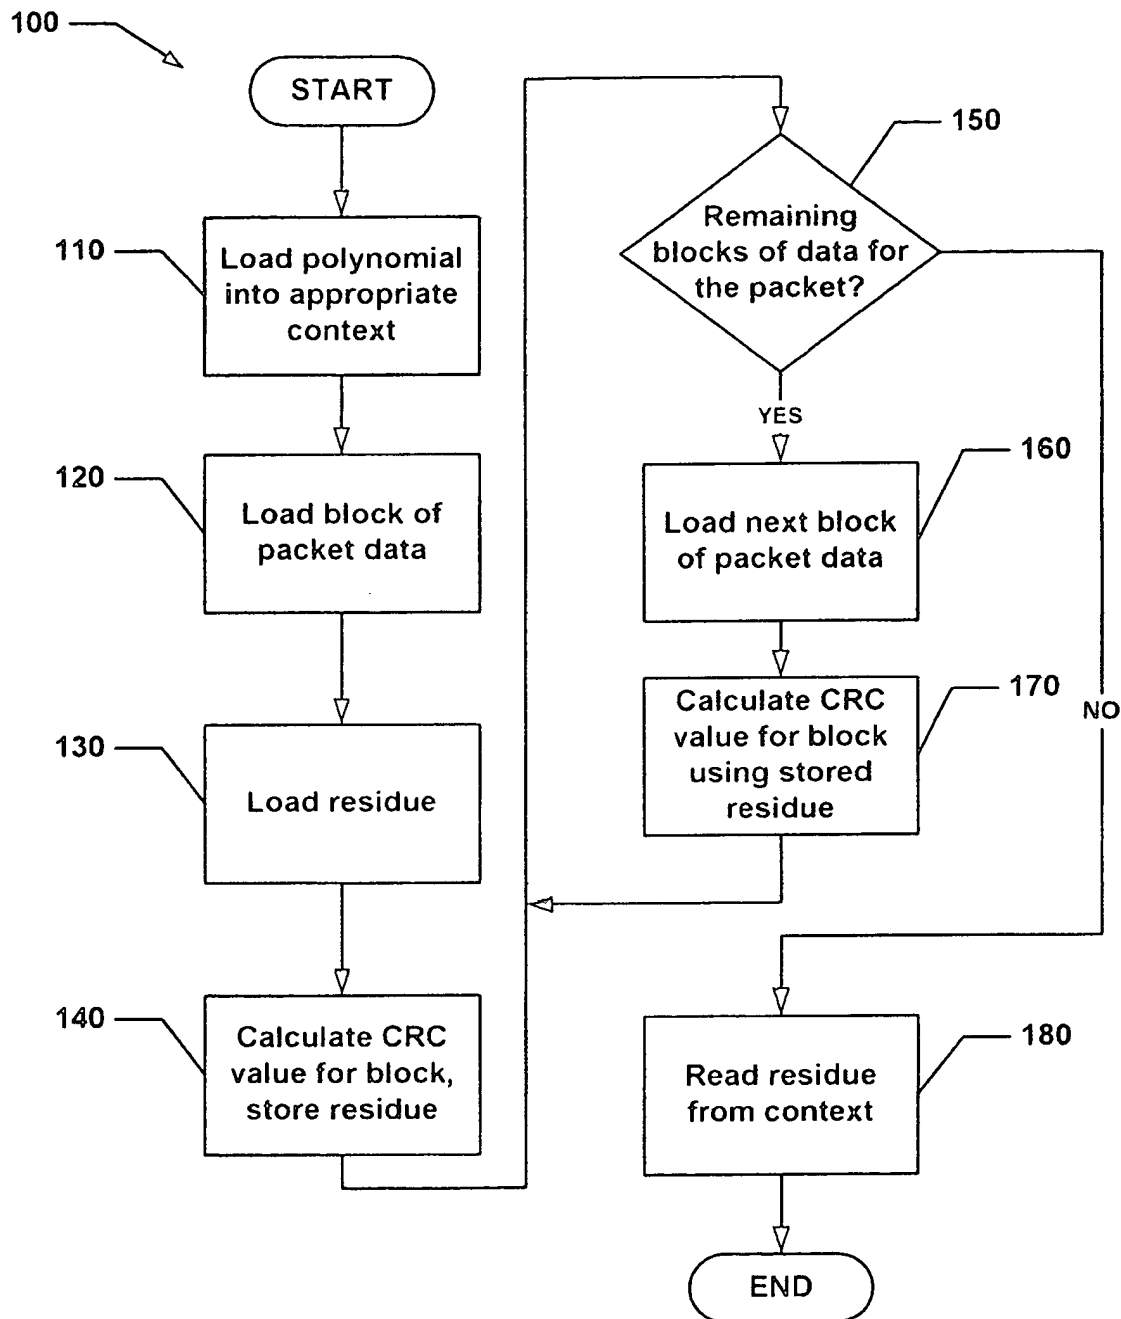 100
START
110
Load polynomial
into appropriate
context
120
Load block of
packet data
130
Load residue
140
Calculate CRC
value for block,
store residue
150
Remaining
blocks of data for
the packet?
YES
NO
160
Load next block
of packet data
170
Calculate CRC
value for block
using stored
residue
180
Read residue
from context
END